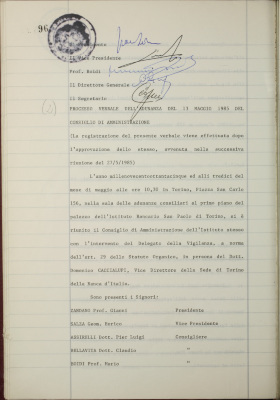 96
Il Presidente
Il Vice Presidente
Prof. Boidi
Il Direttore Generale
Il Segretario
PROCESSO VERBALE DELL'ADUNANZA DEL 13 MAGGIO 1985 DEL
CONSIGLIO DI AMMINISTRAZIONE
(La registrazione del presente verbale viene effettuata dopo
l'approvazione dello stesso, avvenuta nella successiva
riunione del 27/5/1985)
L'anno millenovecentottantacinque ed alli tredici del
mese di maggio alle ore 10,30 in Torino, Piazza San Carlo
156, nella sala delle adunanze consiliari al primo piano del
palazzo dell'Istituto Bancario San Paolo di Torino, si è
riunito il Consiglio di Amministrazione dell'Istituto stesso
con l'intervento del Delegato della Vigilanza, a norma
dell'art. 29 dello Statuto Organico, in persona del Dott.
Domenico CACCIALUPI, Vice Direttore della Sede di Torino
della Banca d'Italia.
Sono presenti i Signori:
ZANDANO Prof. Gianni Presidente
SALZA Geom. Enrico Vice Presidente
Dott. Pier Luigi Consigliere
BELLAVITA Dott. Claudio "
BOIDI Prof. Mario "